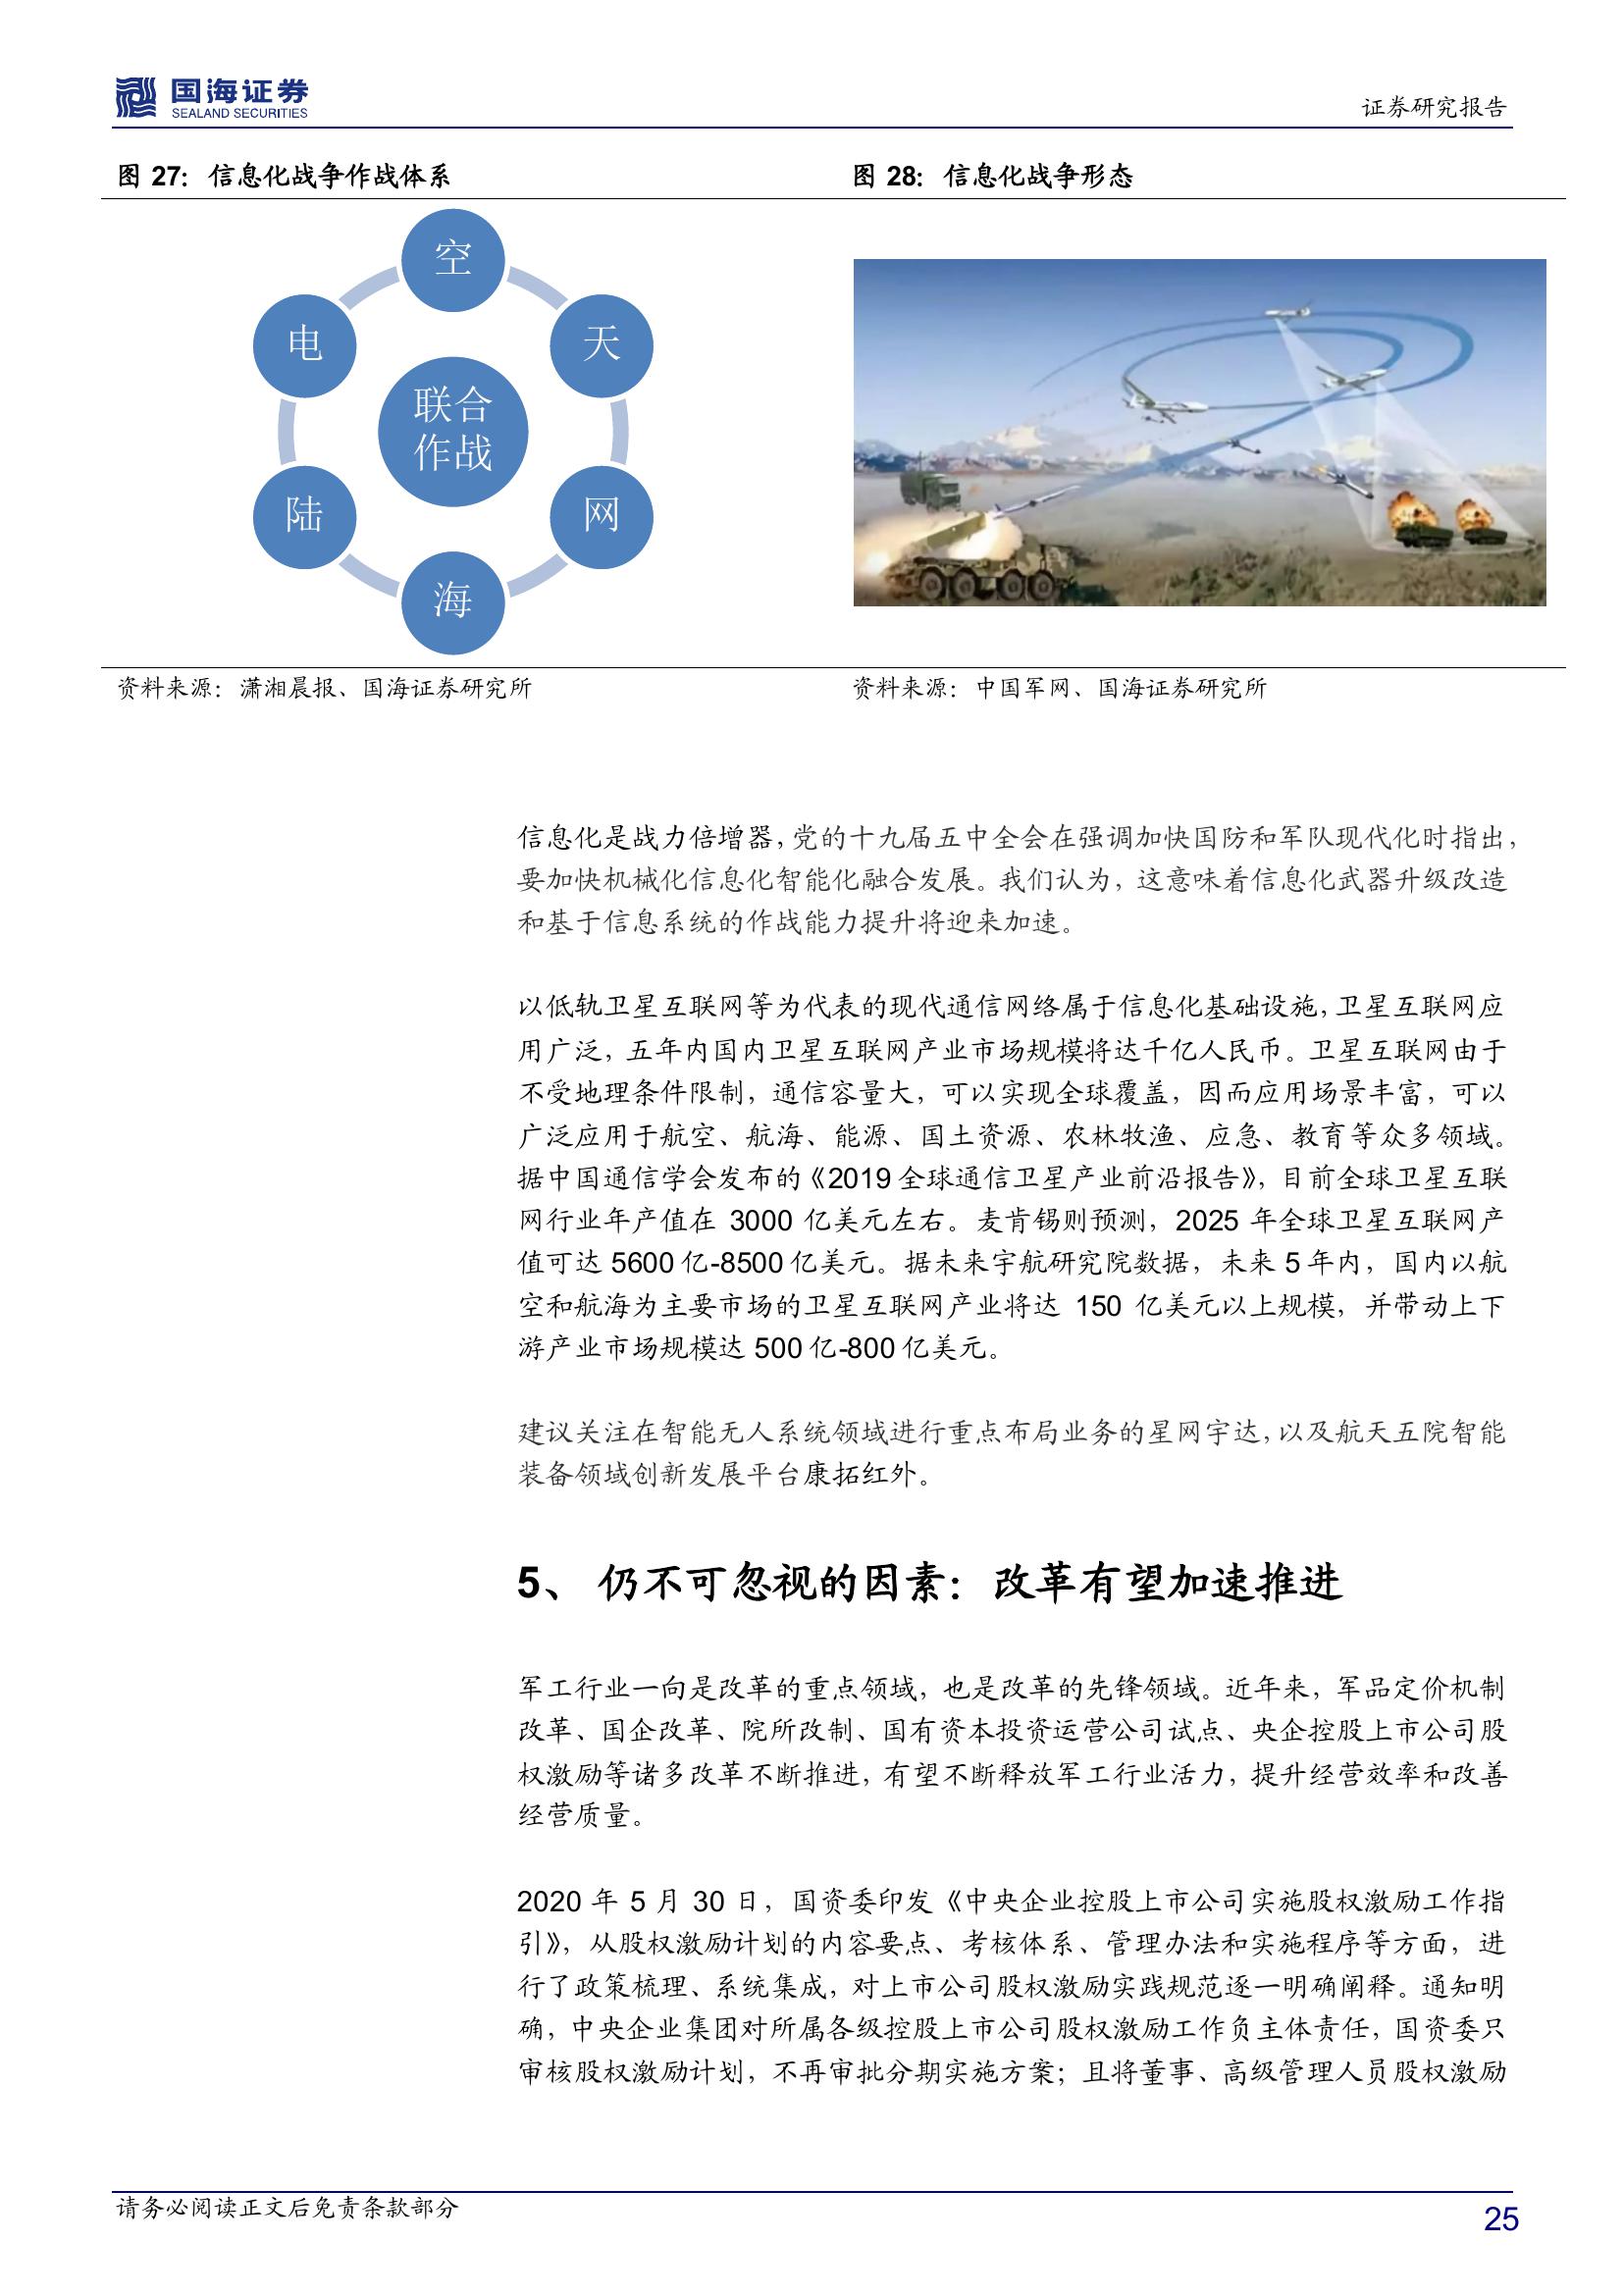 国海证券
SEALAND SECURITIES
证券研究报告
图 27：信息化战争作战体系
图 28：信息化战争形态
空
电
天
联合
作战
陆
网
海
资料来源：潇湘晨报、国海证券研究所
资料来源：中国军网、国海证券研究所
信息化是战力倍增器，党的十九届五中全会在强调加快国防和军队现代化时指出，
要加快机械化信息化智能化融合发展。我们认为，这意味着信息化武器升级改造
和基于信息系统的作战能力提升将迎来加速。
以低轨卫星互联网等为代表的现代通信网络属于信息化基础设施，卫星互联网应
用广泛，五年内国内卫星互联网产业市场规模将达千亿人民币。卫星互联网由于
不受地理条件限制，通信容量大，可以实现全球覆盖，因而应用场景丰富，可以
广泛应用于航空、航海、能源、国土资源、农林牧渔、应急、教育等众多领域。
据中国通信学会发布的《2019 全球通信卫星产业前沿报告》，目前全球卫星互联
网行业年产值在 3000 亿美元左右。麦肯锡则预测，2025 年全球卫星互联网产
值可达 5600 亿-8500 亿美元。据未来宇航研究院数据，未来 5 年内，国内以航
空和航海为主要市场的卫星互联网产业将达 150 亿美元以上规模，并带动上下
游产业市场规模达 500 亿-800 亿美元。
建议关注在智能无人系统领域进行重点布局业务的星网宇达，以及航天五院智能
装备领域创新发展平台康拓红外。
5、 仍不可忽视的因素：改革有望加速推进
军工行业一向是改革的重点领域，也是改革的先锋领域。近年来，军品定价机制
改革、国企改革、院所改制、国有资本投资运营公司试点、央企控股上市公司股
权激励等诸多改革不断推进，有望不断释放军工行业活力，提升经营效率和改善
经营质量。
2020 年 5 月 30 日，国资委印发《中央企业控股上市公司实施股权激励工作指
引》，从股权激励计划的内容要点、考核体系、管理办法和实施程序等方面，进
行了政策梳理、系统集成，对上市公司股权激励实践规范逐一明确阐释。通知明
确，中央企业集团对所属各级控股上市公司股权激励工作负主体责任，国资委只
审核股权激励计划，不再审批分期实施方案；且将董事、高级管理人员股权激励
请务必阅读正文后免责条款部分
25